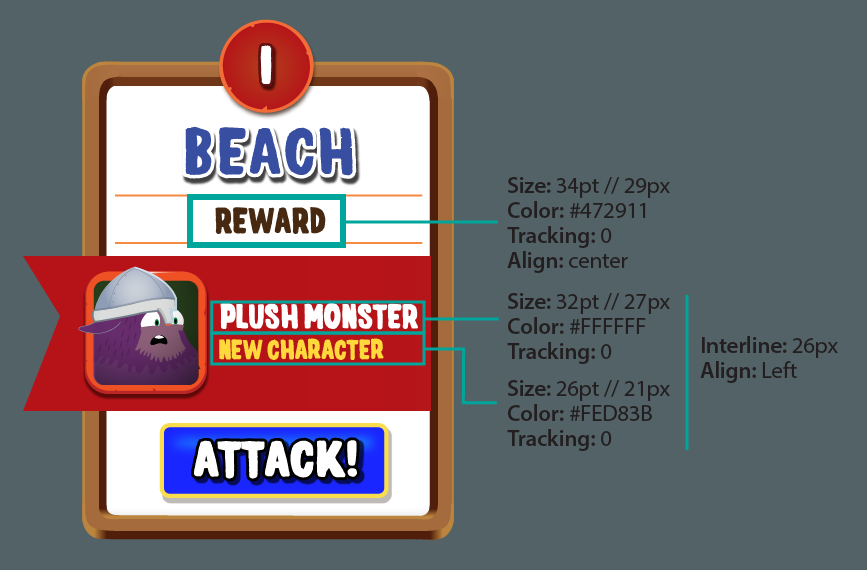 1
BEACH
REWARD
PLUSH MONSTER
NEW CHARACTER
ATTACK!
Size: 34pt // 29px
Color: #472911
Tracking: 0
Align: center
Size: 32pt // 27px
Color: #FFFFFF
Tracking: 0
Size: 26pt // 21px
Color: #FED83B
Tracking: 0
Interline: 26px
Align: Left